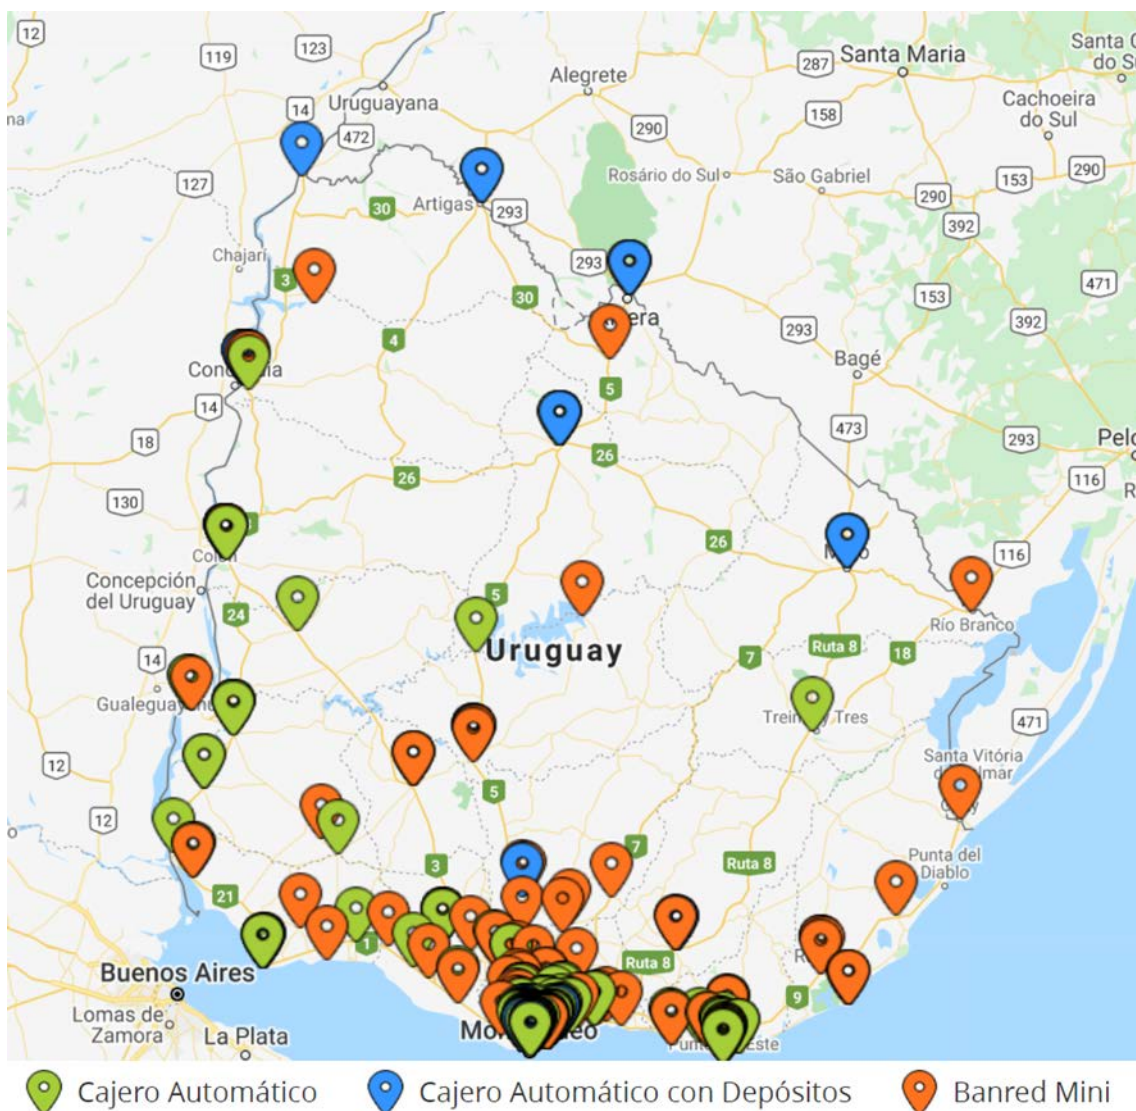 12
123
119
Santa Maria
287
Alegrete
Uruguayana
14
Cachoeira
do Sul
158
472
290
Rosário do Sul
São Gabriel
153
290
127
290
Artigas
30
293
392
Chajarí
293
3
471
30
153
392
293
4
Bagé
5
14
473
18
293
26
116
26
130
26
116
Concepción
del Uruguay
5
24
Río Branco
Uruguay
Ruta 8
18
7
14
471
Santa Vitória
12
5
12
3
7
Ruta 8
Punta del
Diablo
21
1
Ruta 8
Buenos Aires
9
Lomas de
Zamora
La Plata
Cajero Automático
Cajero Automático con Depósitos
Banred Mini